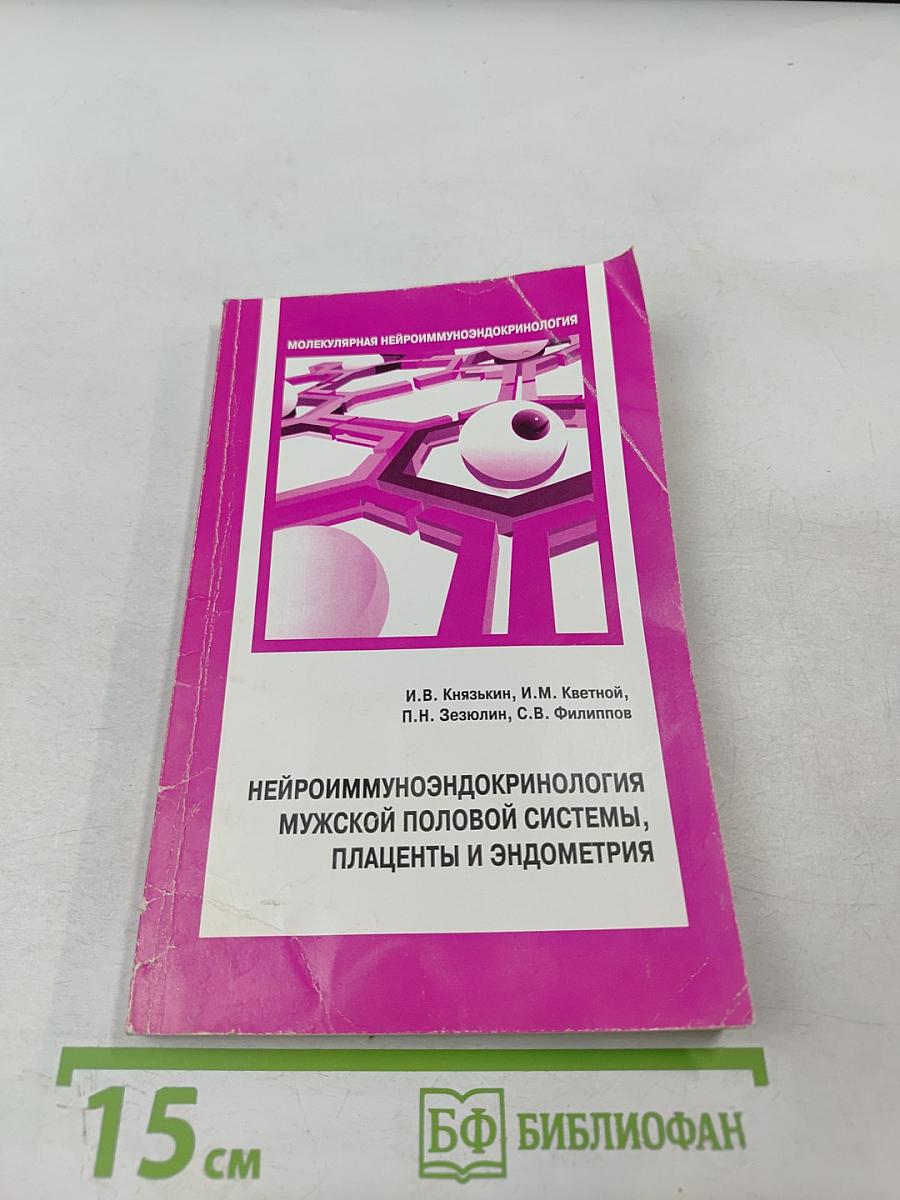 МОЛЕКУЛЯРНАЯ НЕЙРОИММУНОЭНДОКРИНОЛОГИЯ
И.В. Князькин, И.М. Кветной,
П.Н. Зезюлин, С.В. Филиппов
НЕЙРОИММУНОЭНДОКРИНОЛОГИЯ
МУЖСКОЙ ПОЛОВОЙ СИСТЕМЫ,
ПЛАЦЕНТЫ И ЭНДОМЕТРИЯ
15 см
БФ БИБЛИОФАН